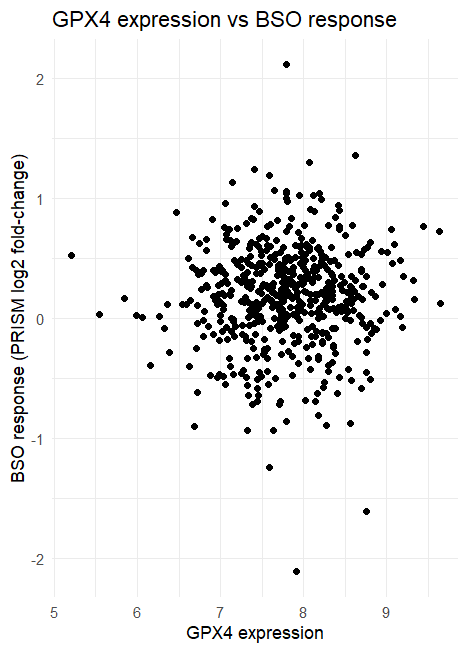 GPX4 expression vs BSO response
BSO response (PRISM log2 fold-change)
2
1
0
-1
-2
5 6 7 8 9
GPX4 expression